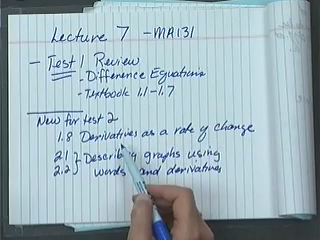 Lecture 7 - MA131
- Test 1 Review
- Difference Equations
- Textbook 1.1-1.7
New for test 2
1.8 Derivatives as a rate of change
2.1 } Describing graphs using
2.2 } words and derivatives